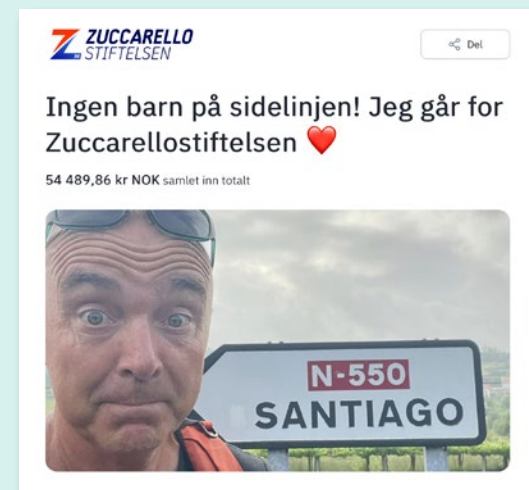 ZUCCARELLO
STIFTELSEN
Del
Ingen barn på sidelinjen! Jeg går for
Zuccarellostiftelsen ❤️
54 489,86 kr NOK samlet inn totalt
N-550
SANTIAGO